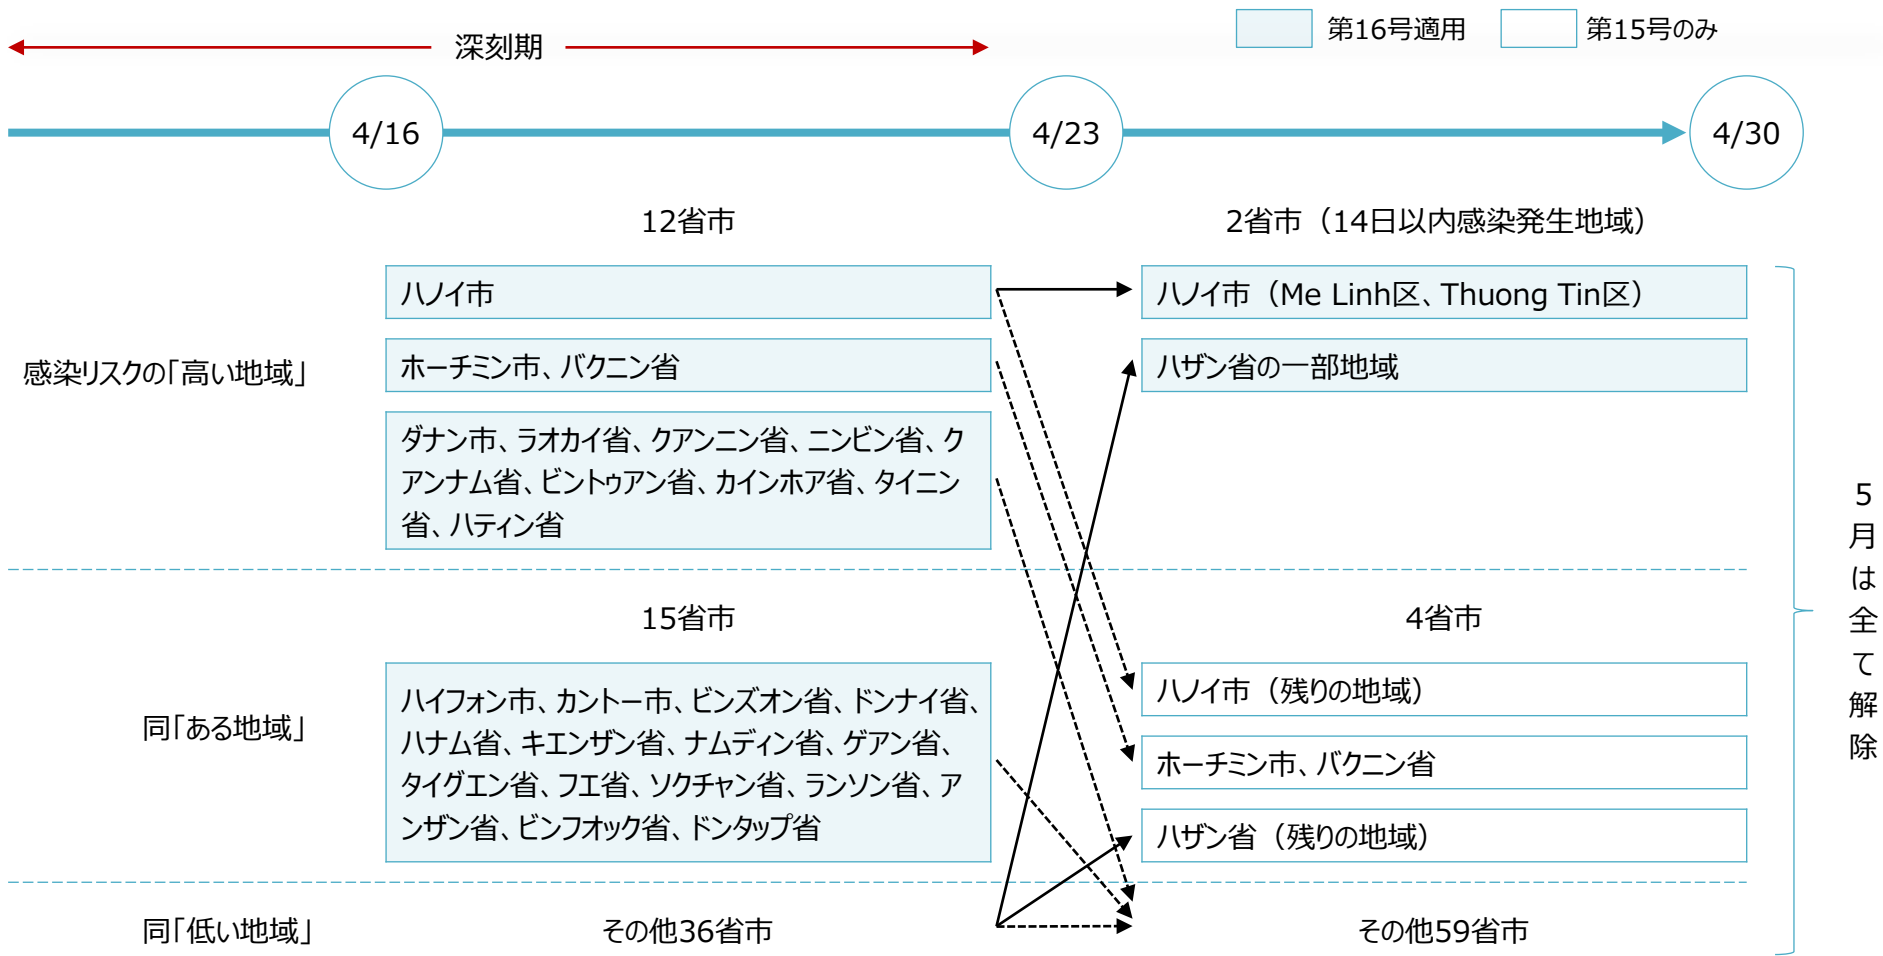 深刻期
第16号適用
第15号のみ
4/16
4/23
4/30
12省市
2省市（14日以内感染発生地域）
感染リスクの「高い地域」
ハノイ市
ハノイ市（Me Linh区、Thuong Tin区）
ホーチミン市、バクニン省
ハザン省の一部地域
ダナン市、ラオカイ省、クアンニン省、ニンビン省、ク
アンナム省、ビントゥアン省、カインホア省、タイニン
省、ハティン省
15省市
4省市
同「ある地域」
ハイフォン市、カントー市、ビンズオン省、ドンナイ省、
ハナム省、キエンザン省、ナムディン省、ゲアン省、
タイグエン省、フエ省、ソクチャン省、ランソン省、ア
ンザン省、ビンフオック省、ドンタップ省
ハノイ市（残りの地域）
ホーチミン市、バクニン省
ハザン省（残りの地域）
同「低い地域」
その他36省市
その他59省市
5月は全て解除